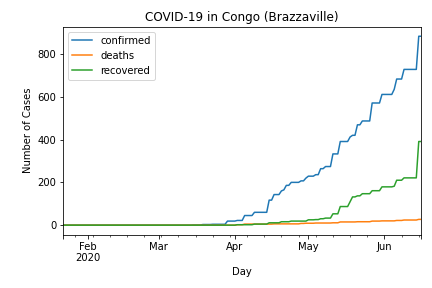 COVID-19 in Congo (Brazzaville)
confirmed
deaths
recovered
Number of Cases
800
600
400
200
0
Feb
2020
Mar
Apr
May
Jun
Day